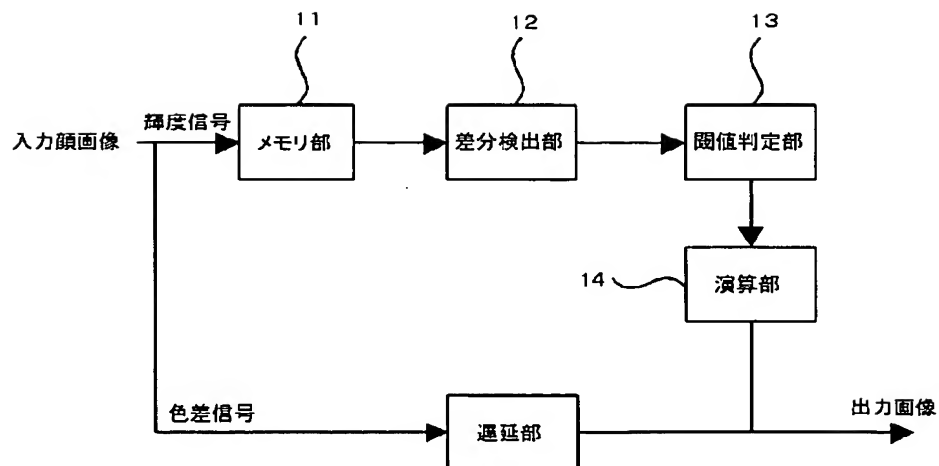 11
12
13
入力顔画像
輝度信号
メモリ部
差分検出部
閾値判定部
14
演算部
色差信号
遅延部
出力画像